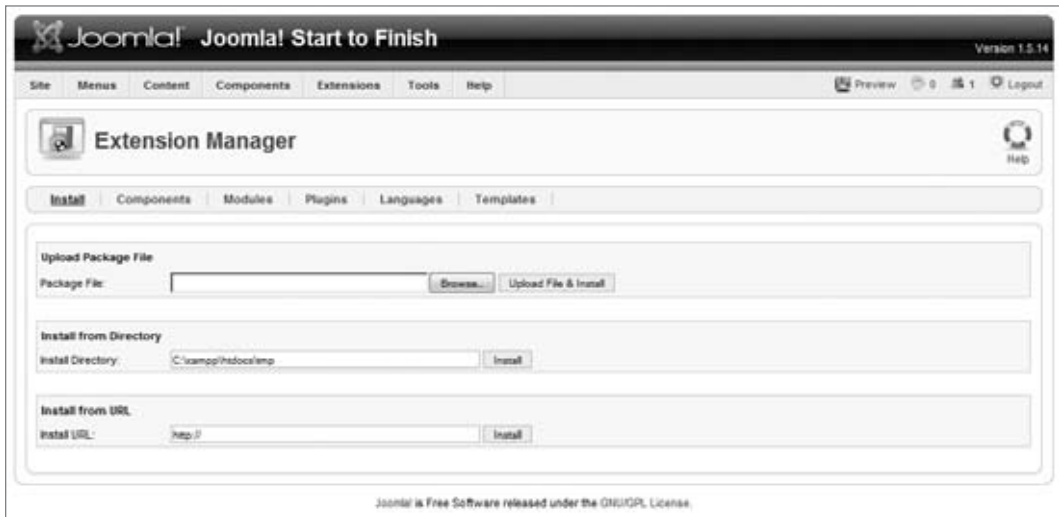 Joomla! Joomla! Start to Finish
Version 1.5.14
Site Menus Content Components Extensions Tools Help Preview 0 1 Logout
Extension Manager
Help
Install Components Modules Plugins Languages Templates
Upload Package File
Package File: Browse... Upload File & Install
Install from Directory
Install Directory: C:\xampp\htdocs\tmp Install
Install from URL
Install URL: http:// Install
Joomla! is Free Software released under the GNU/GPL License.